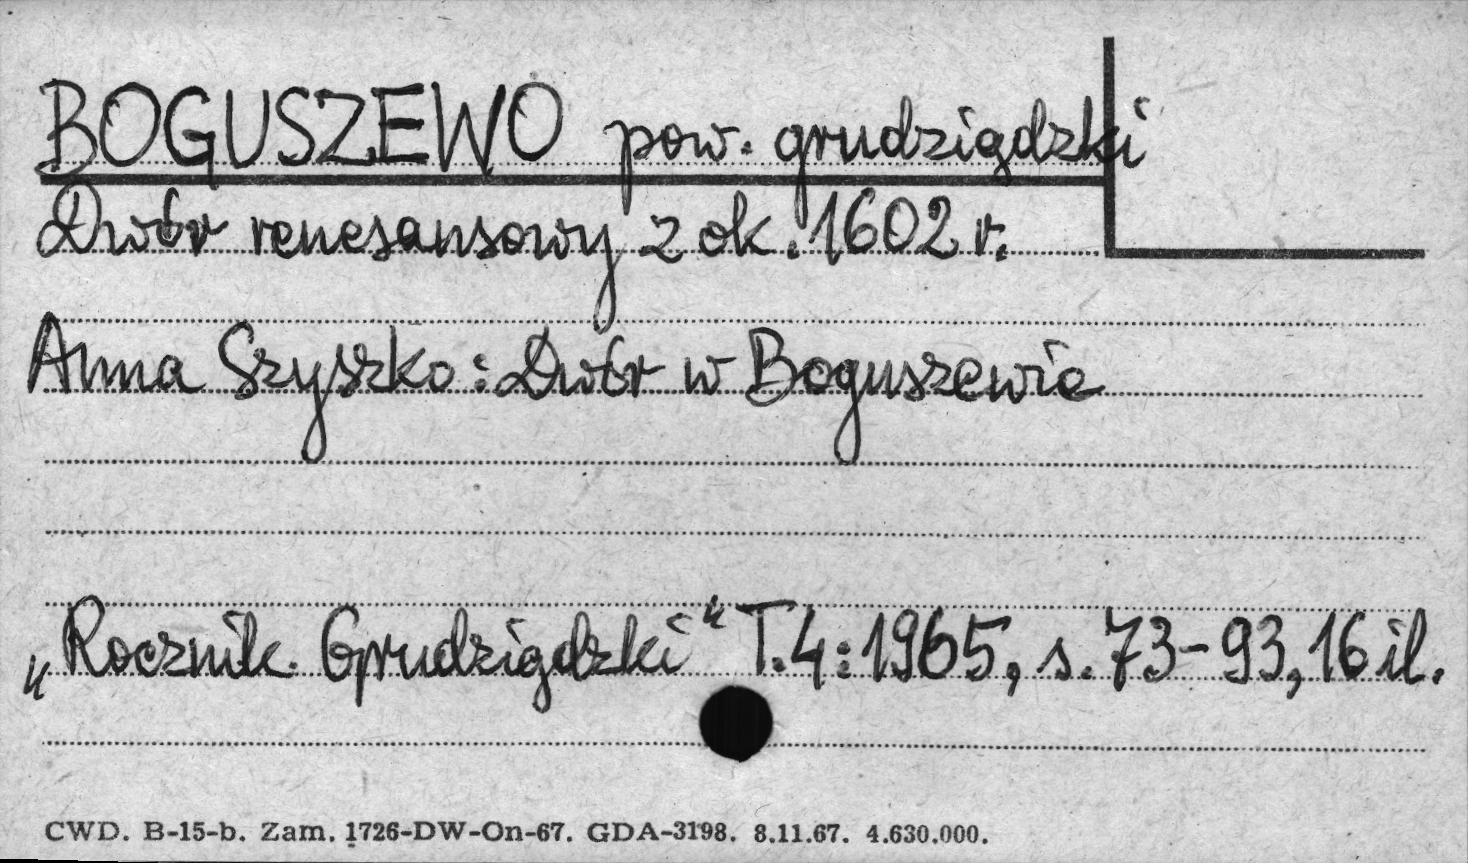 BOGUSZEWO pow. grudziądzki
Dwór renesansowy z ok. 1602 r.
Anna Szyszko: Dwór w Boguszewie
„Rocznik Grudziądzki" T.4: 1965, s. 73-93, 16 il.
CWD. B-15-b. Zam. 1726-DW-On-67. GDA-3198. 8.11.67. 4.630.000.